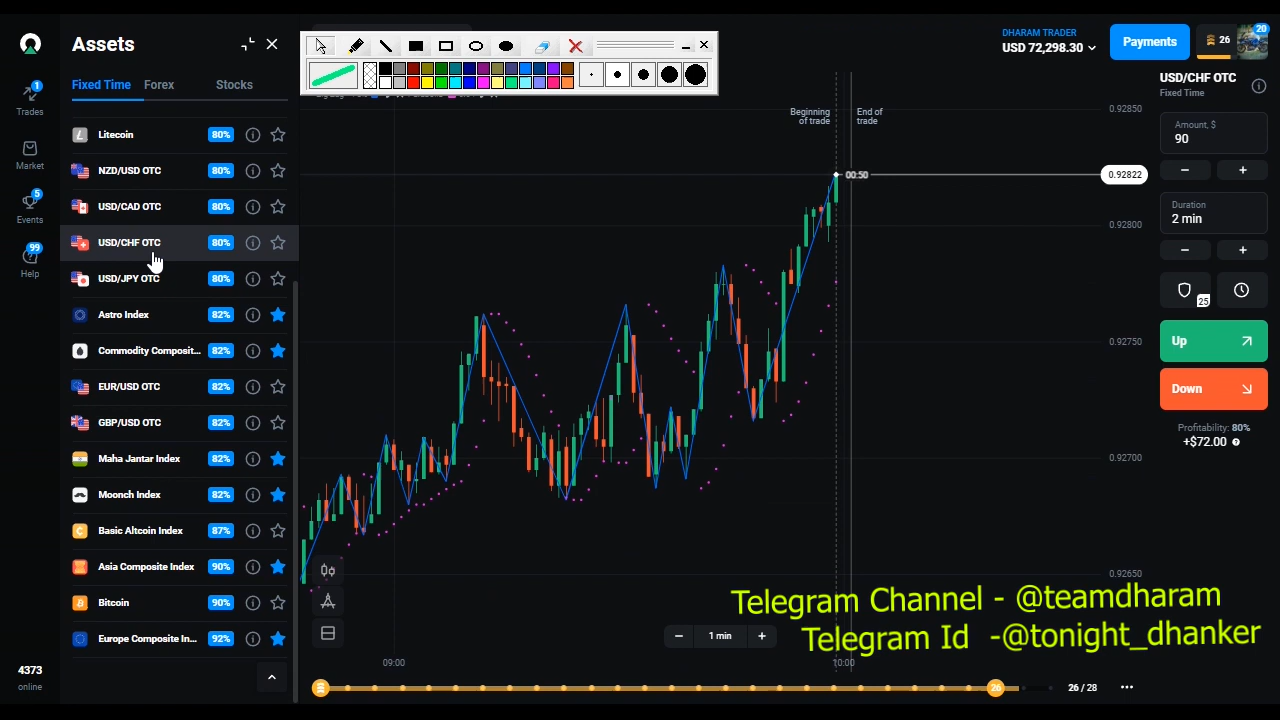 Assets
DHARAM TRADER
USD 72,298.30
Payments
26
20
Fixed Time
Forex
Stocks
1
Trades
Market
5
Events
99
Help
Litecoin 80%
NZD/USD OTC 80%
USD/CAD OTC 80%
USD/CHF OTC 80%
USD/JPY OTC 80%
Astro Index 82%
Commodity Composit... 82%
EUR/USD OTC 82%
GBP/USD OTC 82%
Maha Jantar Index 82%
Moonch Index 82%
Basic Altcoin Index 87%
Asia Composite Index 90%
Bitcoin 90%
Europe Composite In... 92%
4373
online
Beginning
of trade
End of
trade
00:50
0.92850
0.92822
0.92800
0.92750
0.92700
0.92650
09:00
10:00
1 min
26
26 / 28
USD/CHF OTC
Fixed Time
Amount, $
90
Duration
2 min
25
Up
Down
Profitability: 80%
+$72.00
Telegram Channel - @teamdharam
Telegram Id -@tonight_dhanker